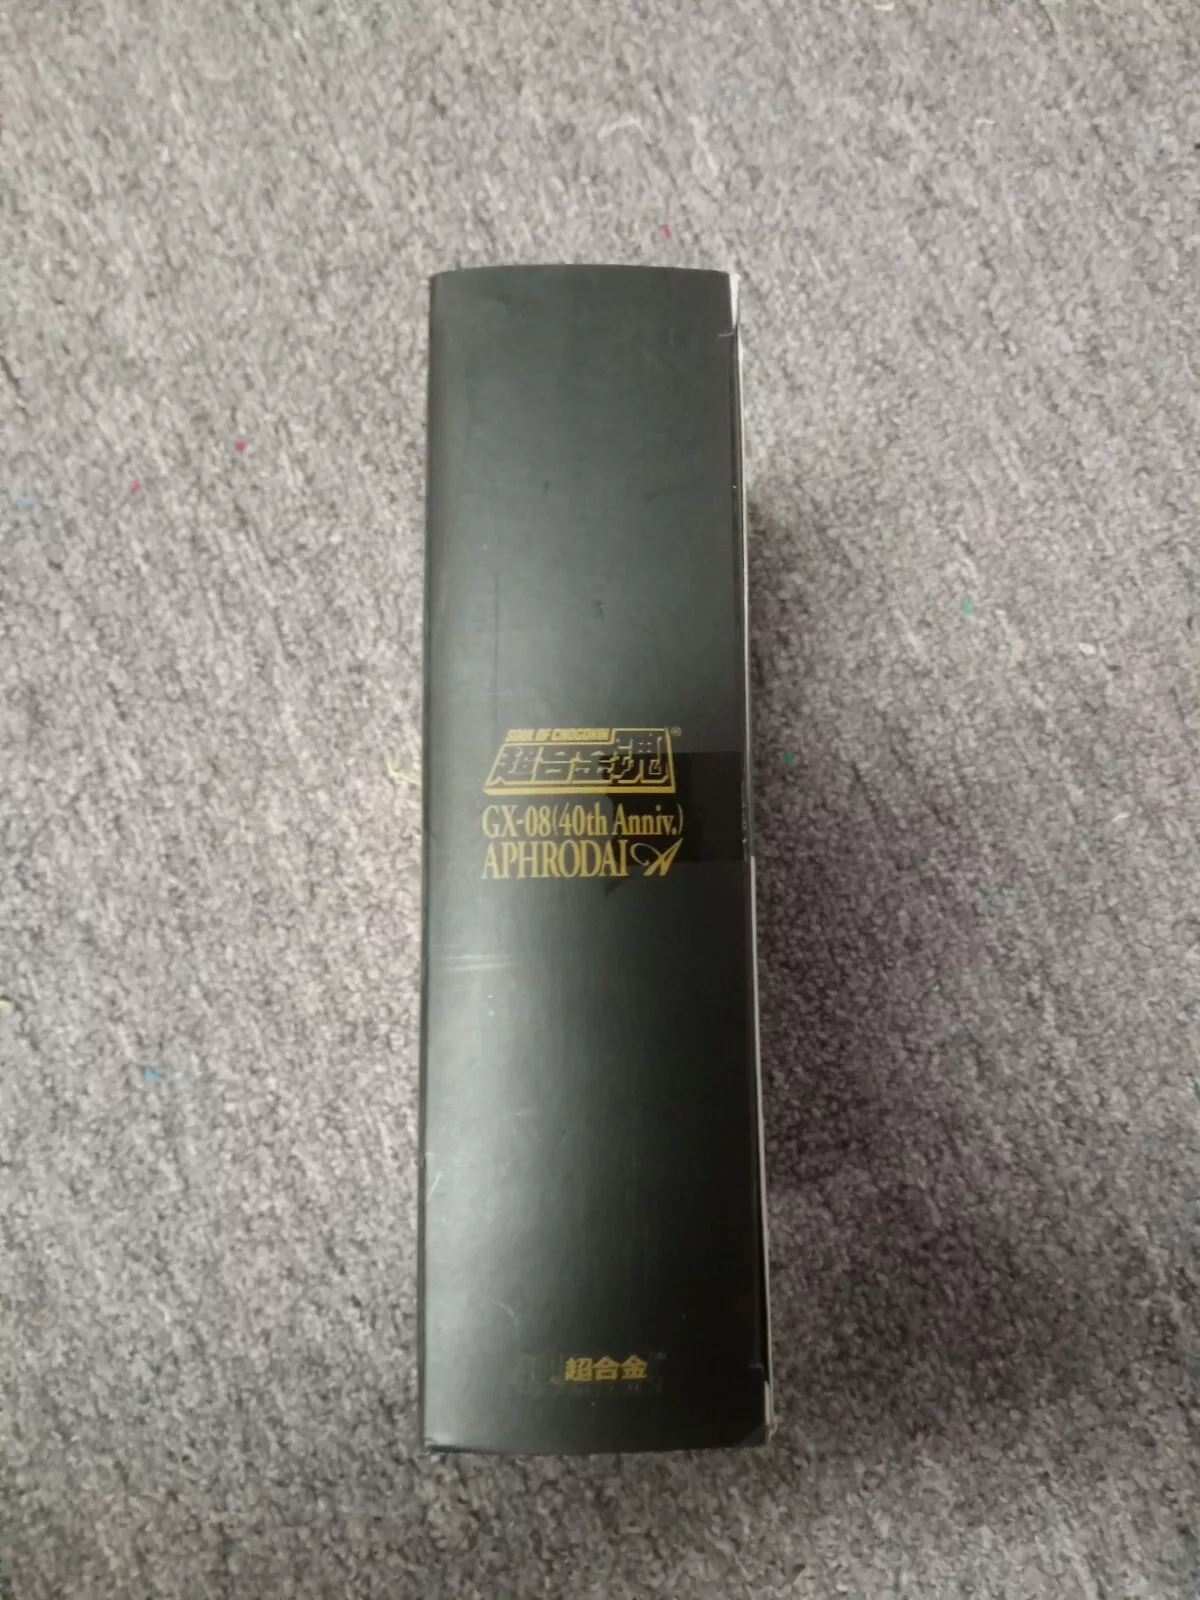 SOUL OF CHOGOKIN
超合金魂®
GX-08(40th Anniv.)
APHRODAI A
超合金